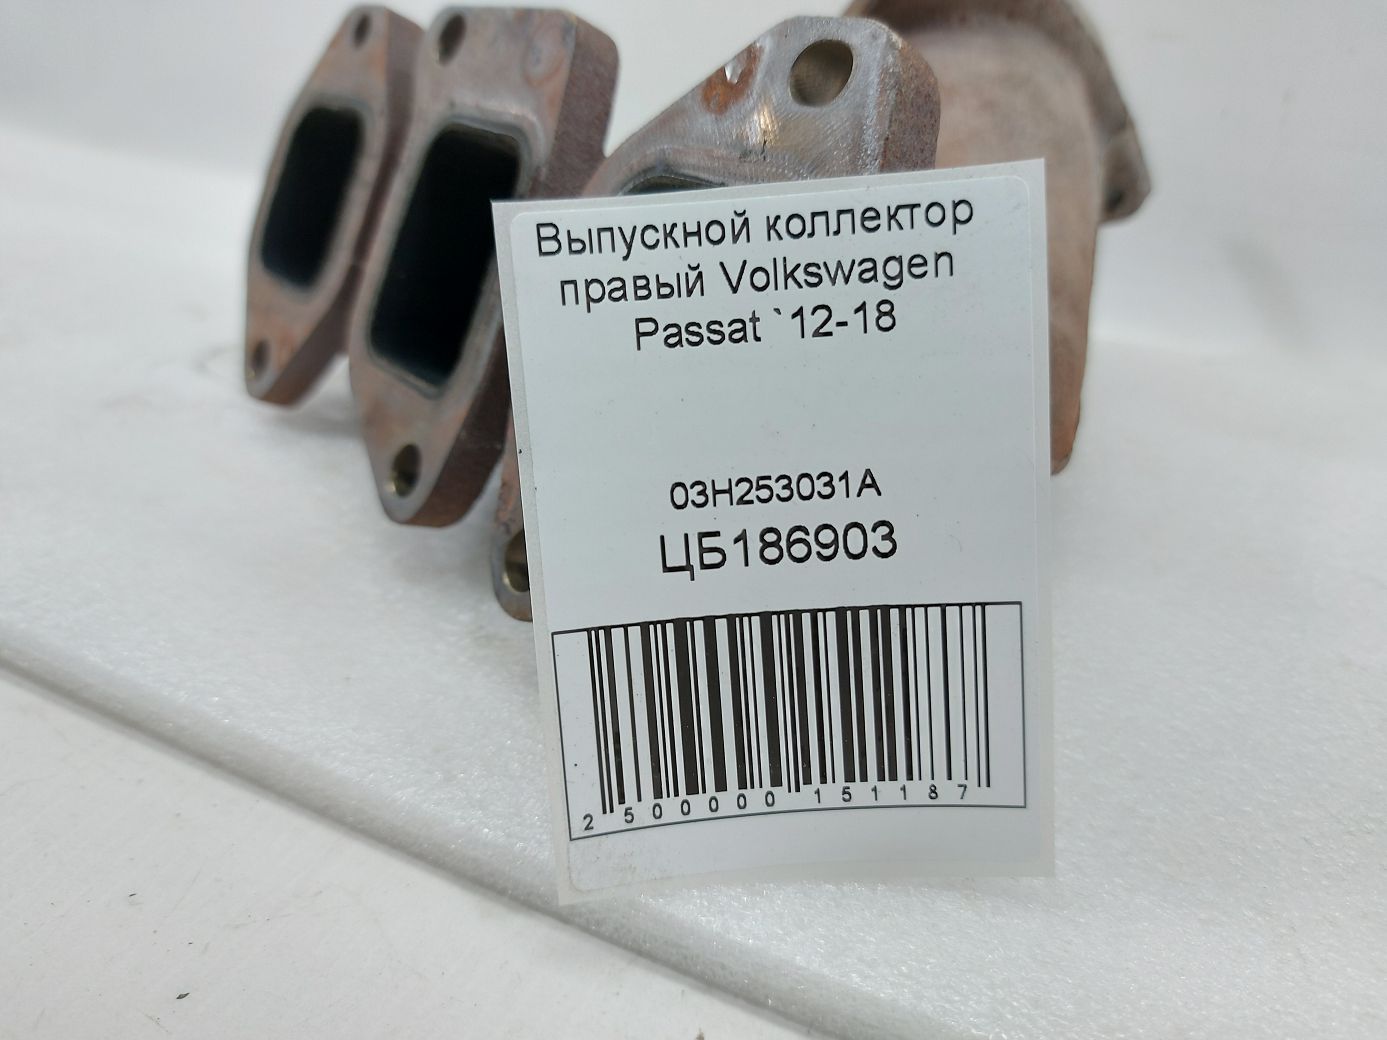 Выпускной коллектор
правый Volkswagen
Passat `12-18
03H253031A
ЦБ186903
2 500000 151187